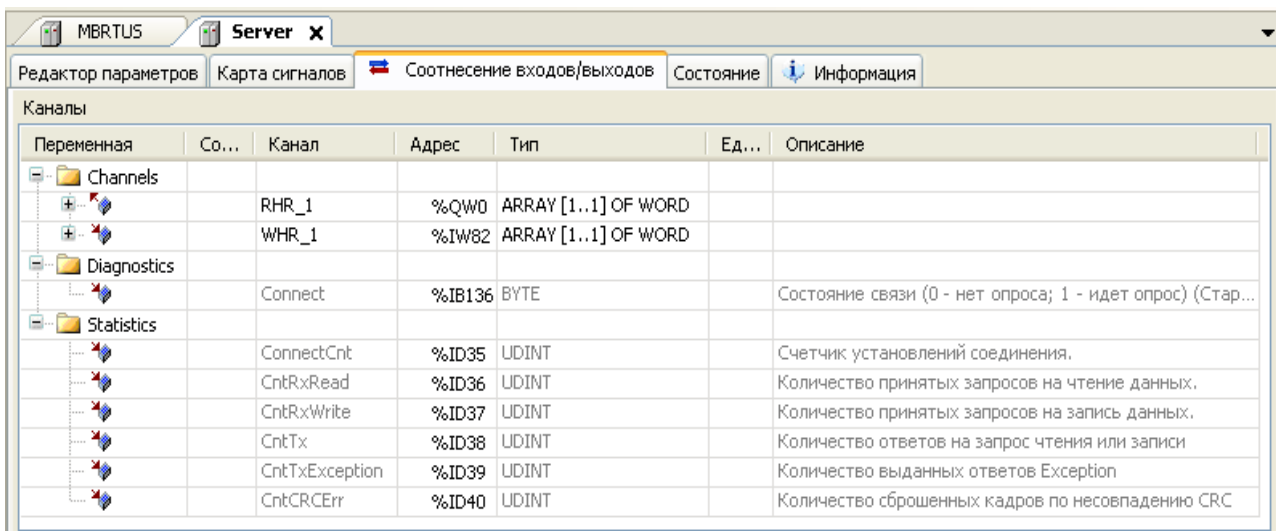 MBRTUS Server
Редактор параметров Карта сигналов Соотнесение входов/выходов Состояние Информация
Каналы
Переменная Со... Канал Адрес Тип Ед... Описание
Channels
RHR_1 %QW0 ARRAY [1..1] OF WORD
WHR_1 %IW82 ARRAY [1..1] OF WORD
Diagnostics
Connect %IB136 BYTE Состояние связи (0 - нет опроса; 1 - идет опрос) (Стар...
Statistics
ConnectCnt %ID35 UDINT Счетчик установлений соединения.
CntRxRead %ID36 UDINT Количество принятых запросов на чтение данных.
CntRxWrite %ID37 UDINT Количество принятых запросов на запись данных.
CntTx %ID38 UDINT Количество ответов на запрос чтения или записи
CntTxException %ID39 UDINT Количество выданных ответов Exception
CntCRCErr %ID40 UDINT Количество сброшенных кадров по несовпадению CRC